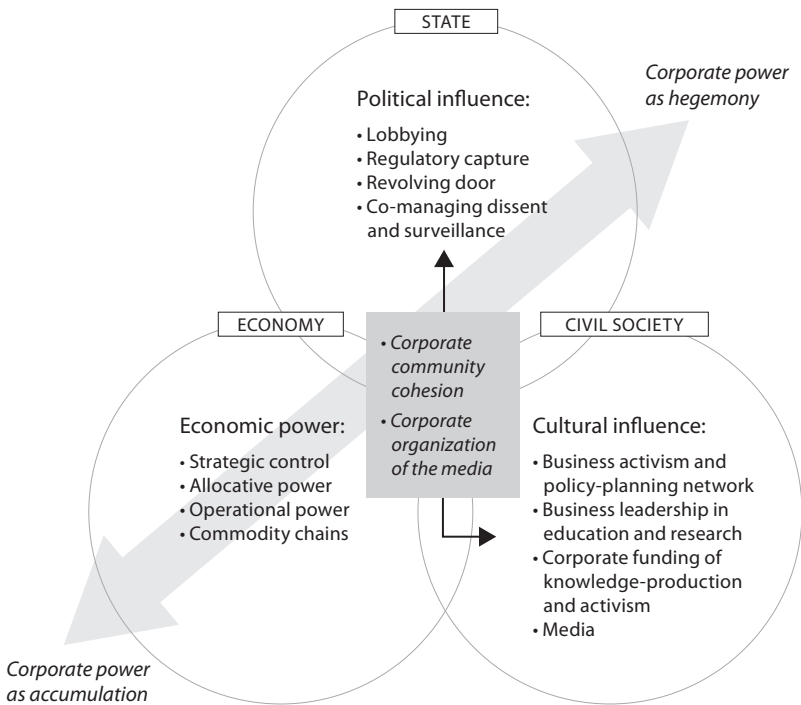 STATE
Corporate power
as hegemony
Political influence:
• Lobbying
• Regulatory capture
• Revolving door
• Co-managing dissent
and surveillance
ECONOMY
CIVIL SOCIETY
• Corporate
community
cohesion
• Corporate
organization
of the media
Economic power:
• Strategic control
• Allocative power
• Operational power
• Commodity chains
Cultural influence:
• Business activism and
policy-planning network
• Business leadership in
education and research
• Corporate funding of
knowledge-production
and activism
• Media
Corporate power
as accumulation